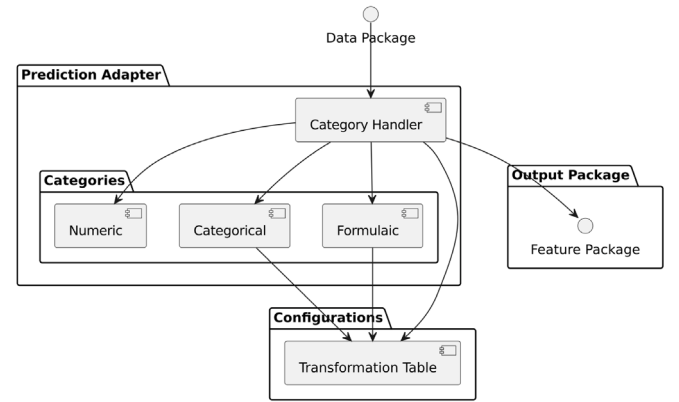 Data Package
Prediction Adapter
Category Handler
Categories
Numeric
Categorical
Formulaic
Output Package
Feature Package
Configurations
Transformation Table